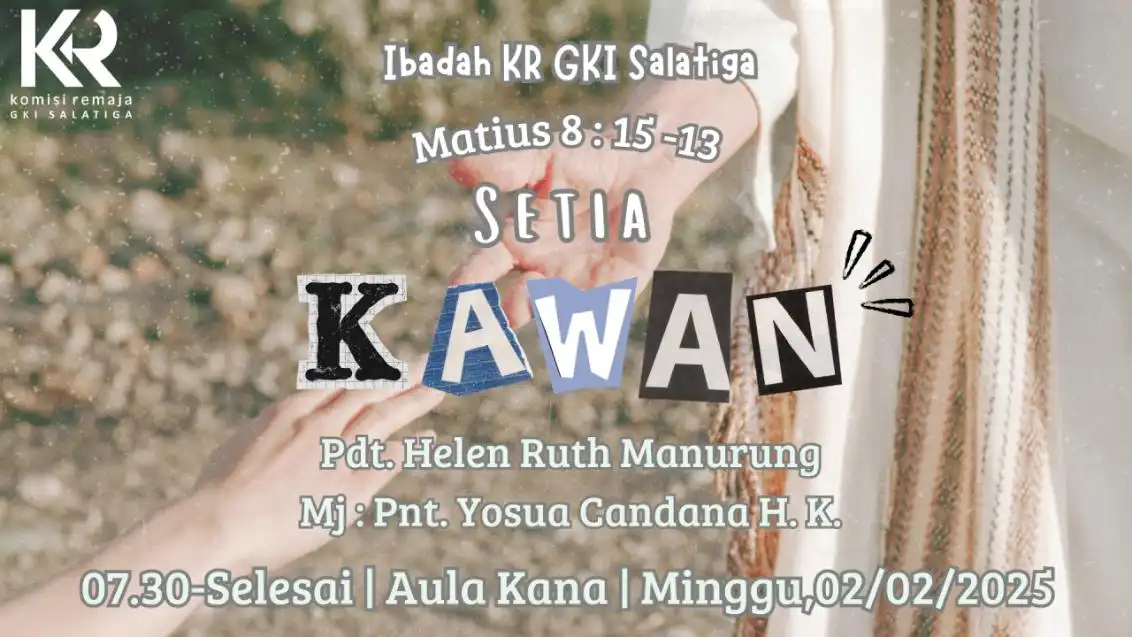 KR
komisi remaja
GKI SALATIGA
Ibadah KR GKI Salatiga
Matius 8 : 15 -13
SETIA
KAWAN
Pdt. Helen Ruth Manurung
Mj : Pnt. Yosua Candana H. K.
07.30-Selesai | Aula Kana | Minggu,02/02/2025